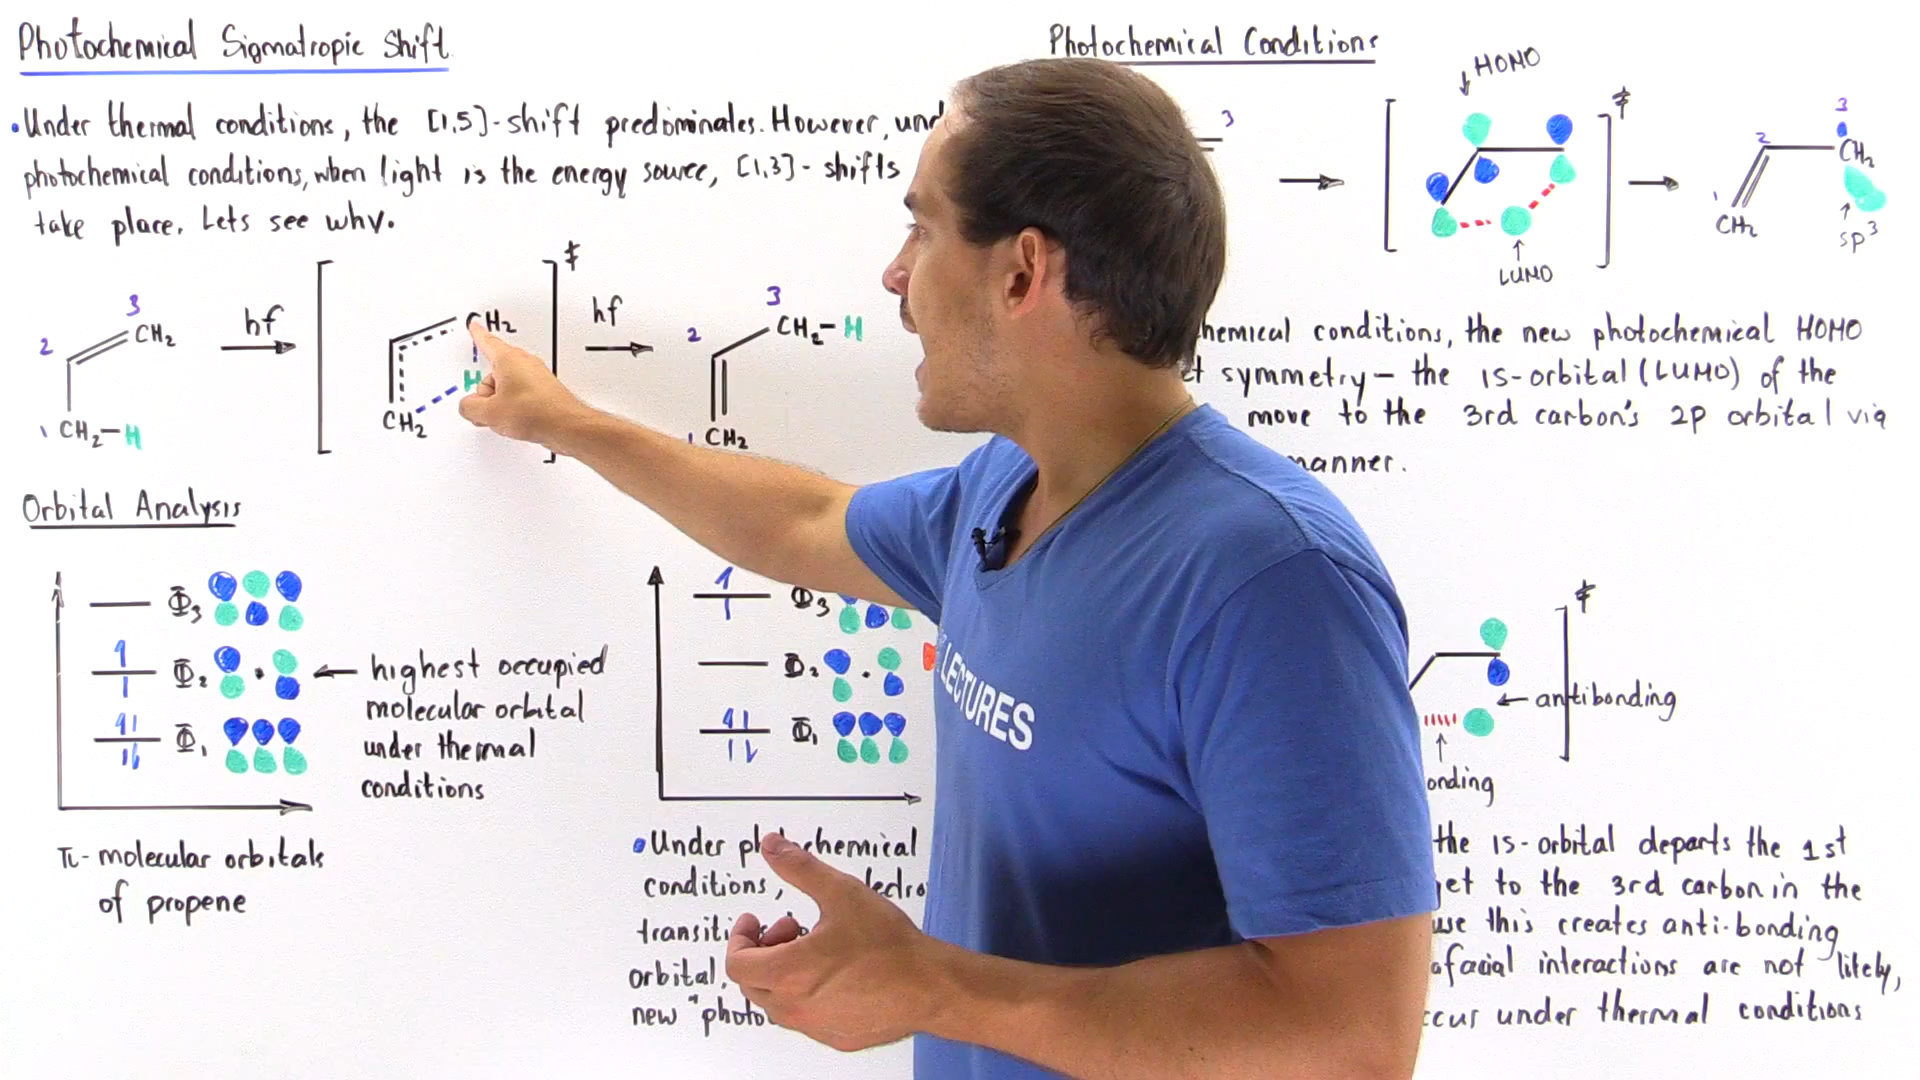 Photochemical Sigmatropic Shift
• Under thermal conditions, the [1,5]-shift predominates. However, und
photochemical conditions, when light is the energy source, [1,3]-shifts
take place. Lets see why.
3
2 CH₂
1 CH₂–H
hf
‡
CH₂
H
CH₂
hf
3
2 CH₂–H
1 CH₂
Orbital Analysis
Φ₃
Φ₂
Φ₁
← highest occupied
molecular orbital
under thermal
conditions
π-molecular orbitals
of propene
Φ₃
Φ₂
Φ₁
• Under photochemical
conditions,
orbital.
new
LECTURES
Photochemical Conditions
3
HOMO
‡
LUMO
3
2 CH₂
1
CH₂
sp³
hemical conditions, the new photochemical HOMO
symmetry – the 1s-orbital (LUMO) of the
move to the 3rd carbon's 2p orbital via
manner.
‡
← antibonding
onding
the 1s-orbital departs the 1st
et to the 3rd carbon in the
use this creates anti-bonding
afacial interactions are not likely,
ccur under thermal conditions